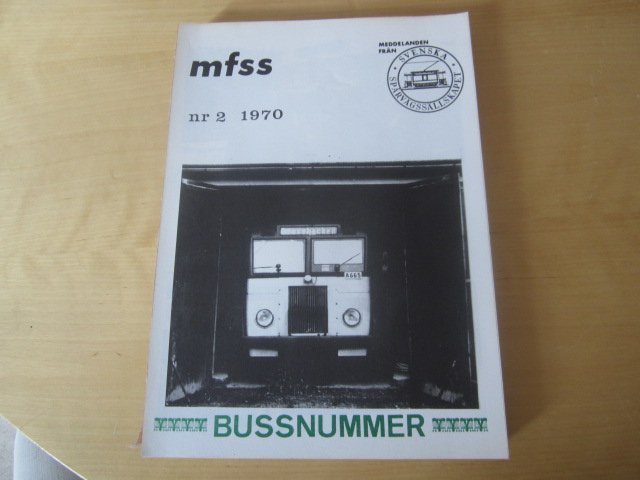 mfss
MEDDELANDEN
FRÅN
SVENSKA
SPÅRVÄGSSÄLLSKAPET
nr 2 1970
BUSSNUMMER